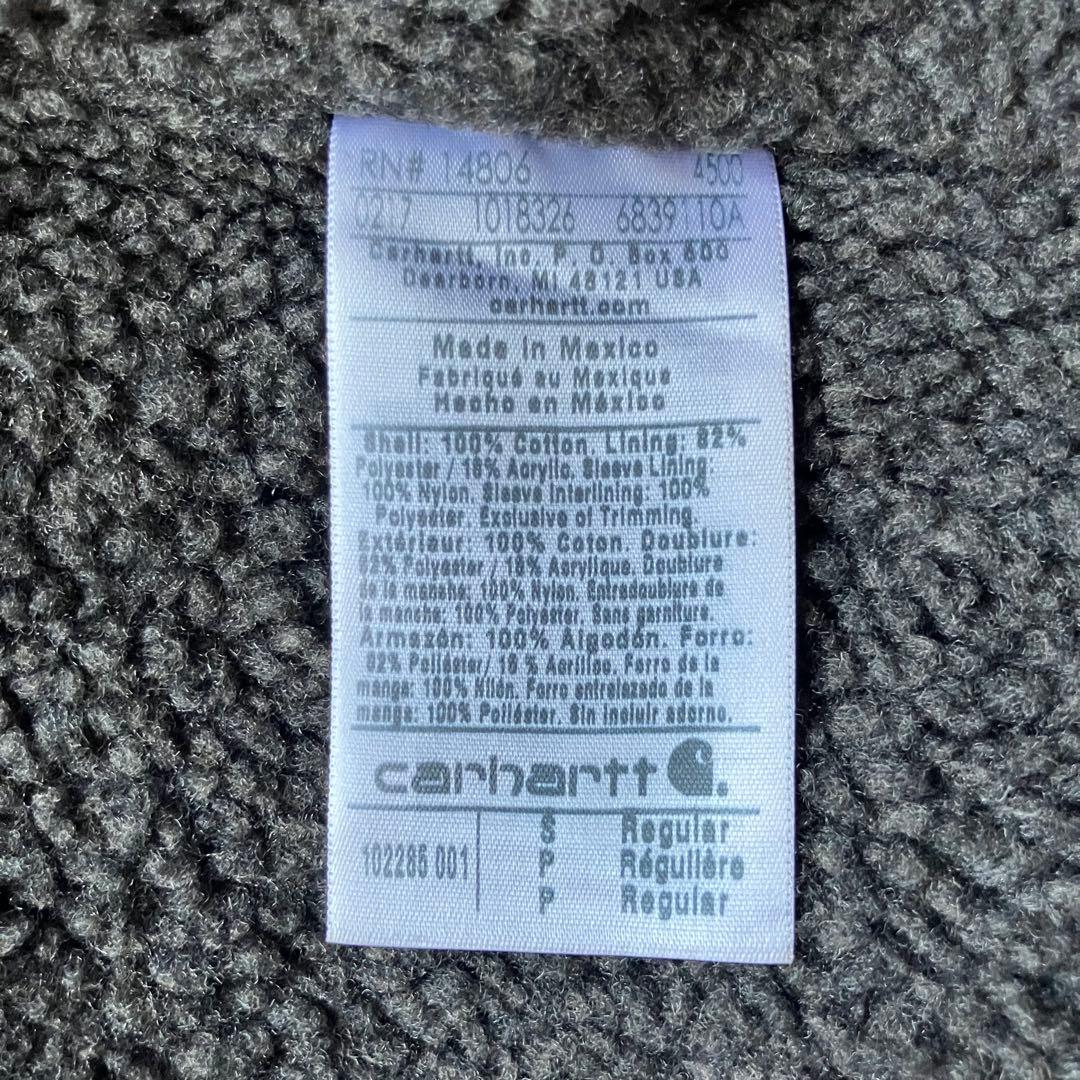 RN# 14806 4500
0217 1018326 6839110A
Carhartt, Inc. P. O. Box 600
Dearborn, MI 48121 USA
carhartt.com
Made in Mexico
Fabriqué au Mexique
Hecho en México
Shell: 100% Cotton. Lining: 82%
Polyester / 18% Acrylic. Sleeve Lining:
100% Nylon. Sleeve Interlining: 100%
Polyester. Exclusive of Trimming.
Extérieur: 100% Coton. Doublure:
82% Polyester / 18% Acrylique. Doublure
de la manche: 100% Nylon. Entredoublure de
la manche: 100% Polyester. Sans garniture.
Armazón: 100% Algodón. Forro:
82% Poliéster/ 18 % Acrílico. Forro de la
manga: 100% Nilón. Forro entrelazado de la
manga: 100% Poliéster. Sin incluir adorno.
carhartt
S Regular
102285 001 P Régulière
P Regular